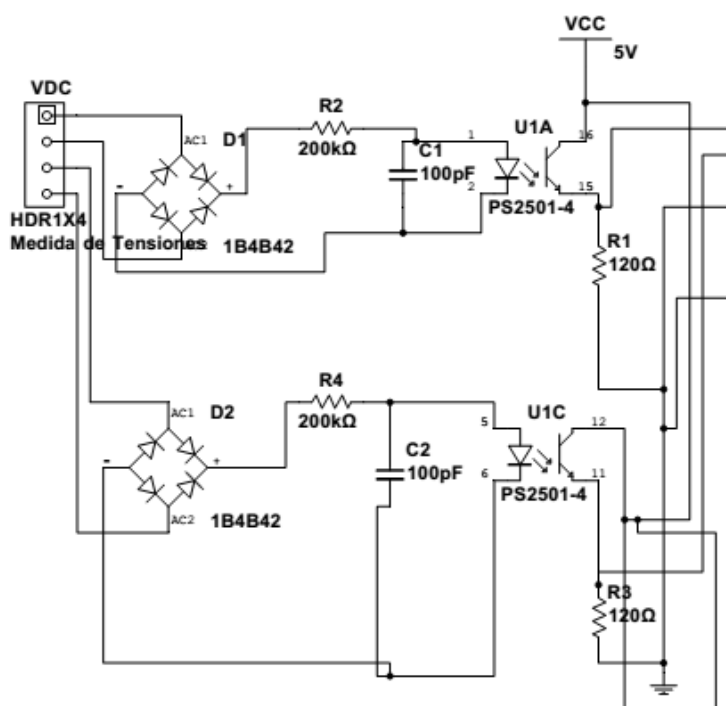 VCC
5V
VDC
HDR1X4
Medida de Tensiones
AC1
D1
-
+
1B4B42
R2
200kΩ
C1
100pF
1
2
U1A
16
15
PS2501-4
R1
120Ω
AC1
D2
-
+
AC2
1B4B42
R4
200kΩ
C2
100pF
5
6
U1C
12
11
PS2501-4
R3
120Ω